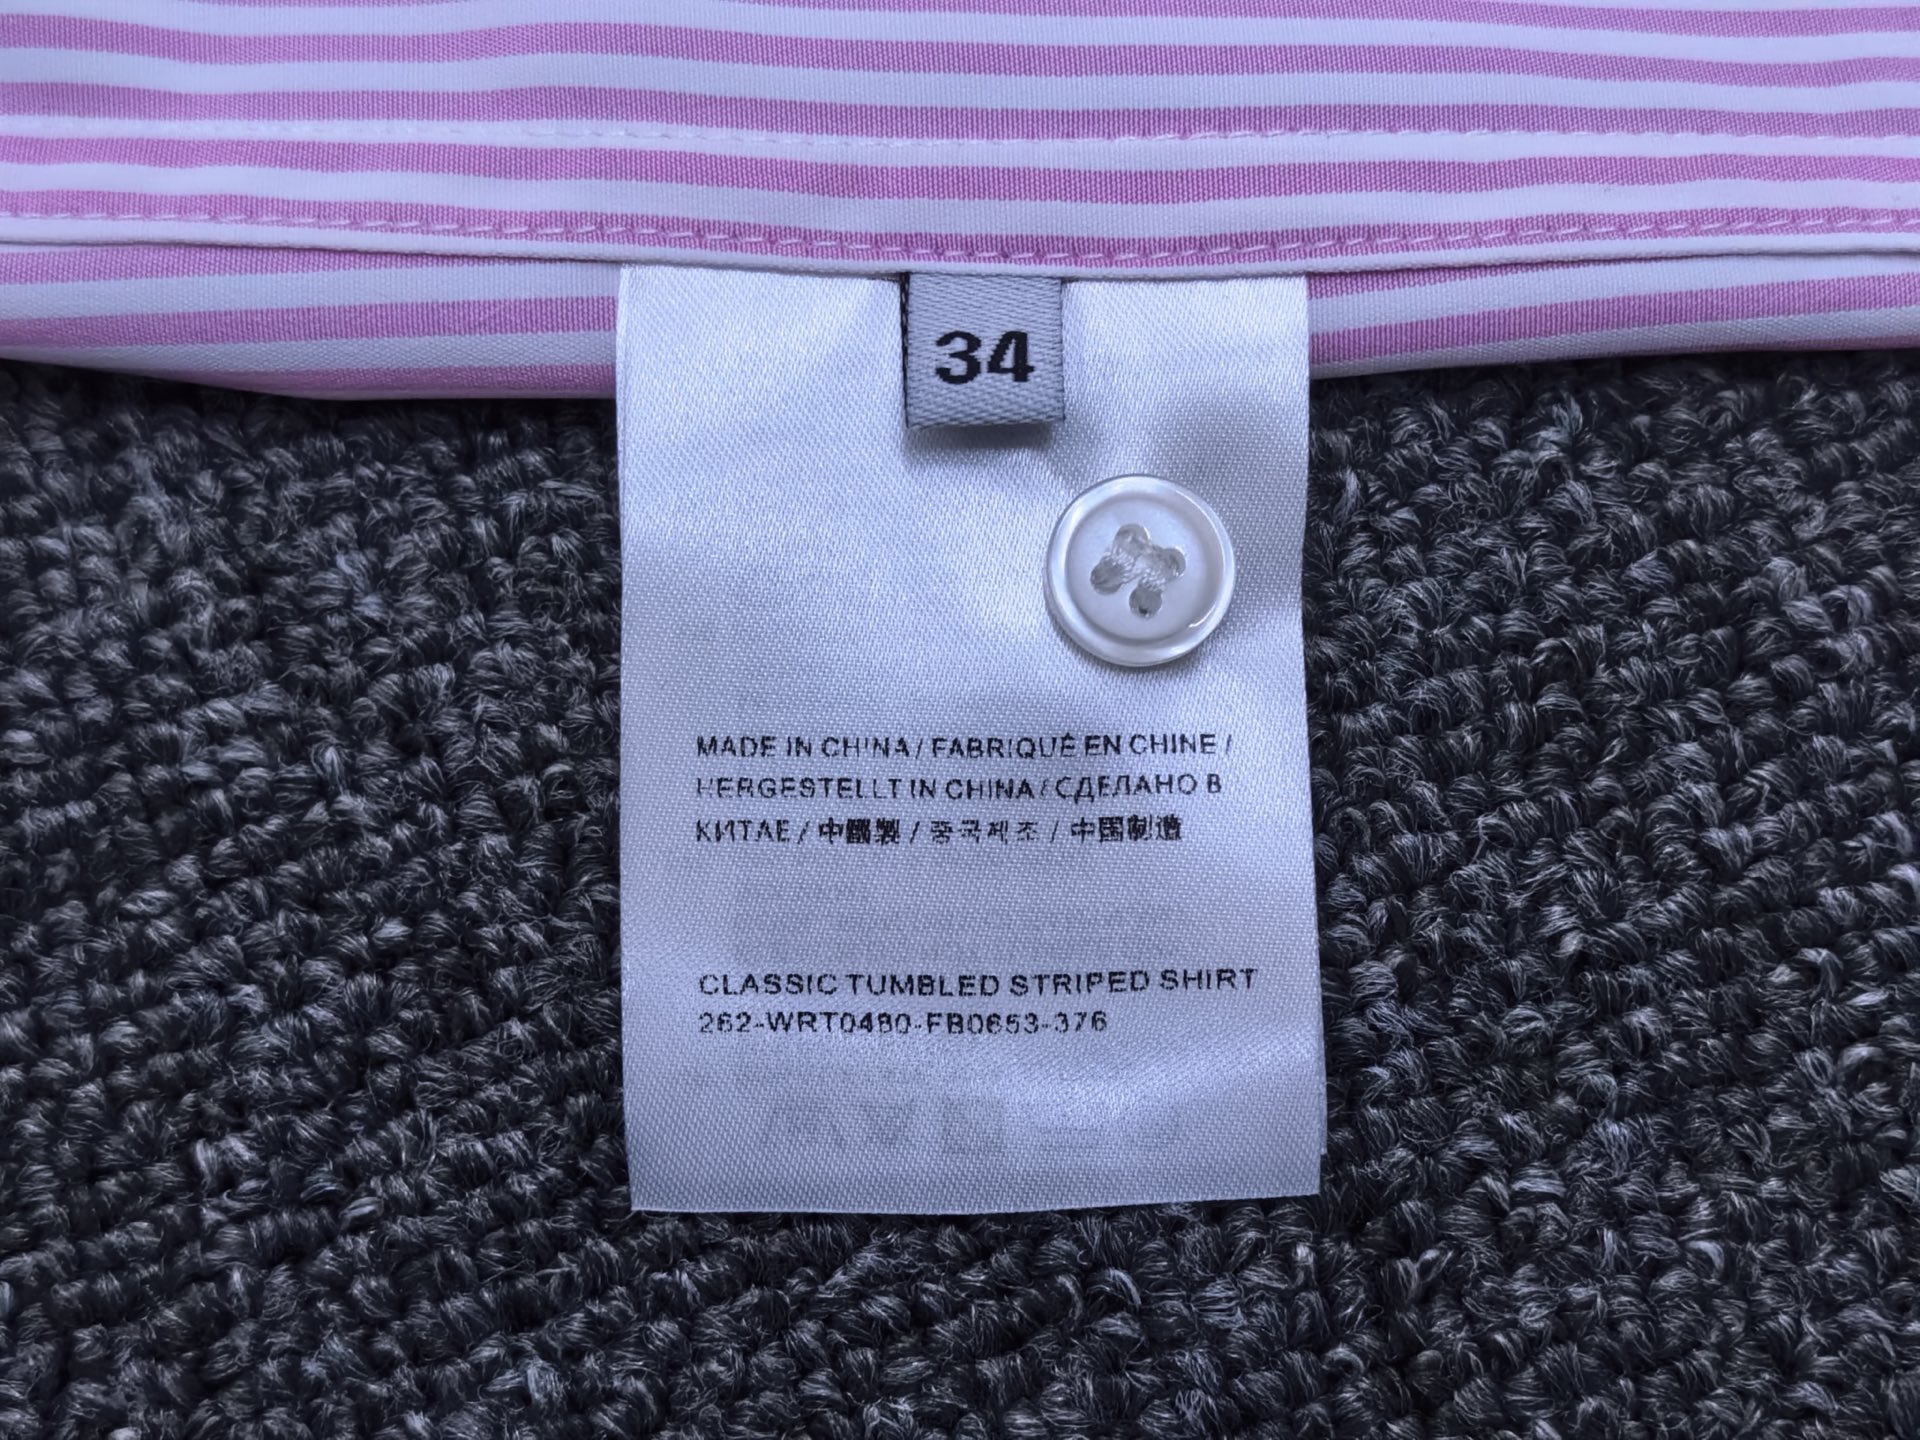 34
MADE IN CHINA / FABRIQUÉ EN CHINE /
HERGESTELLT IN CHINA / СДЕЛАНО В
КИТАЕ / 中國製 / 중국제조 / 中国制造
CLASSIC TUMBLED STRIPED SHIRT
262-WRT0480-FB0653-376